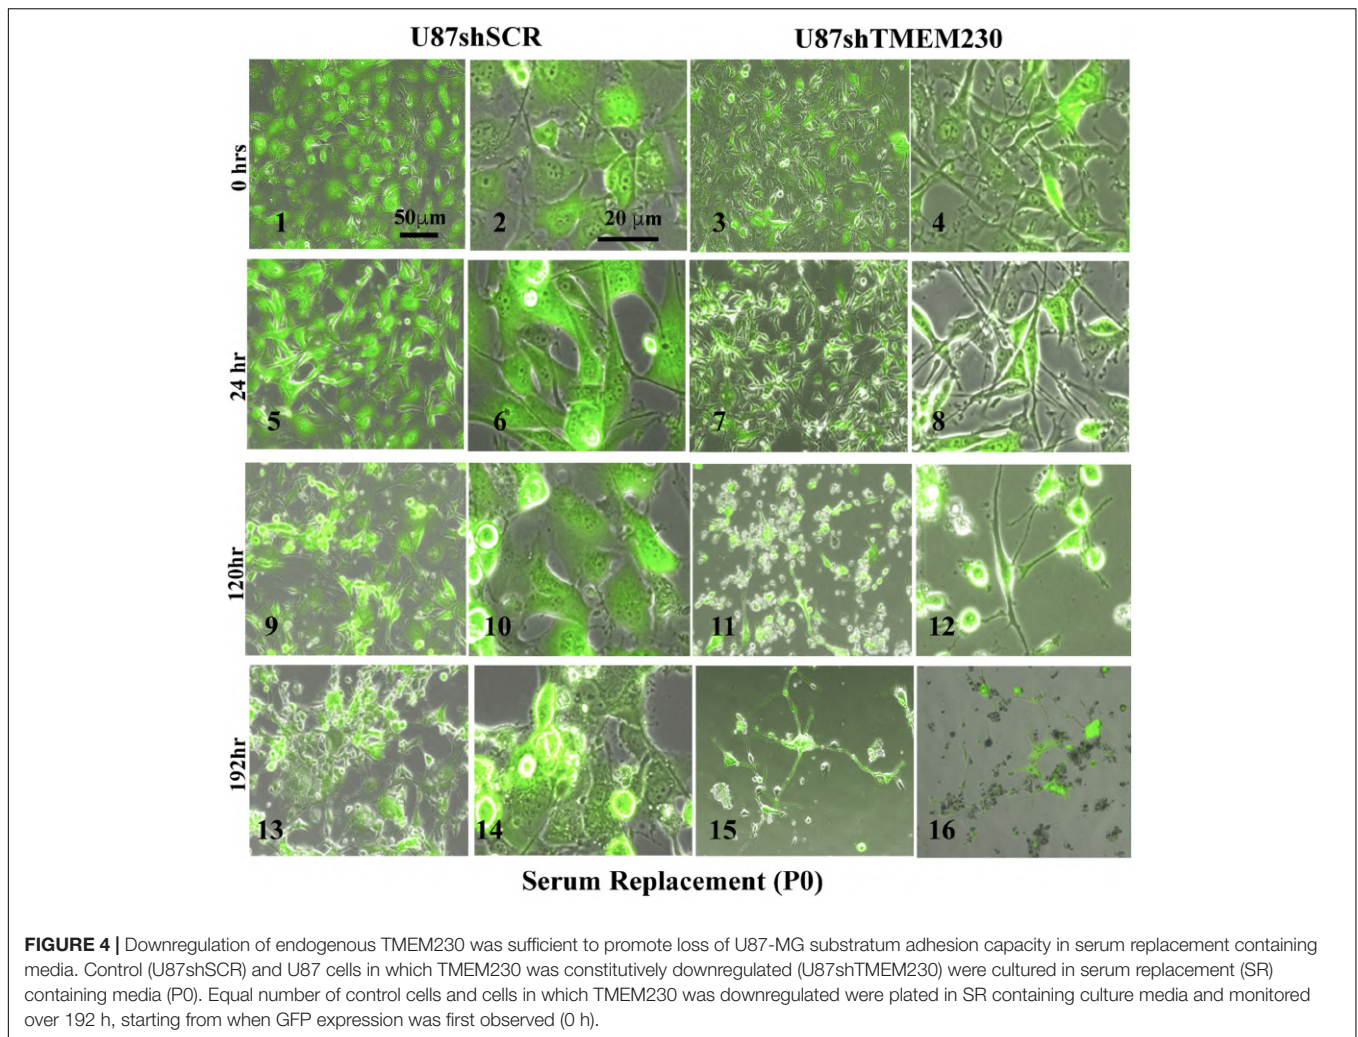 U87shSCR
U87shTMEM230
0 hrs
1
50μm
2
20 μm
3
4
24 hr
5
6
7
8
120hr
9
10
11
12
192hr
13
14
15
16
Serum Replacement (P0)
FIGURE 4 | Downregulation of endogenous TMEM230 was sufficient to promote loss of U87-MG substratum adhesion capacity in serum replacement containing
media. Control (U87shSCR) and U87 cells in which TMEM230 was constitutively downregulated (U87shTMEM230) were cultured in serum replacement (SR)
containing media (P0). Equal number of control cells and cells in which TMEM230 was downregulated were plated in SR containing culture media and monitored
over 192 h, starting from when GFP expression was first observed (0 h).